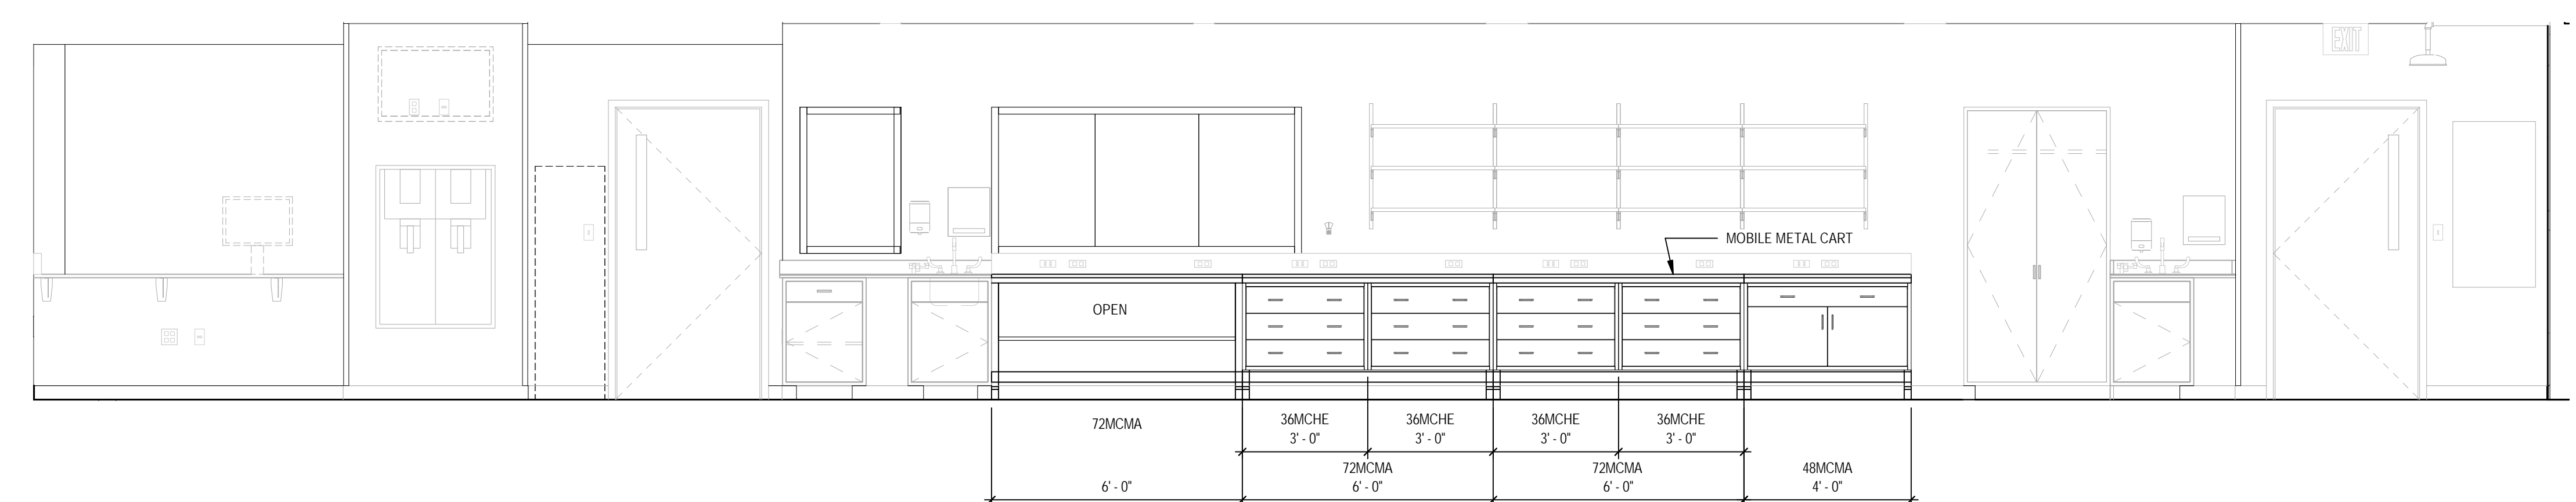 EXIT
MOBILE METAL CART
OPEN
72MCMA
36MCHE
3' - 0"
36MCHE
3' - 0"
36MCHE
3' - 0"
36MCHE
3' - 0"
6' - 0"
72MCMA
6' - 0"
72MCMA
6' - 0"
48MCMA
4' - 0"